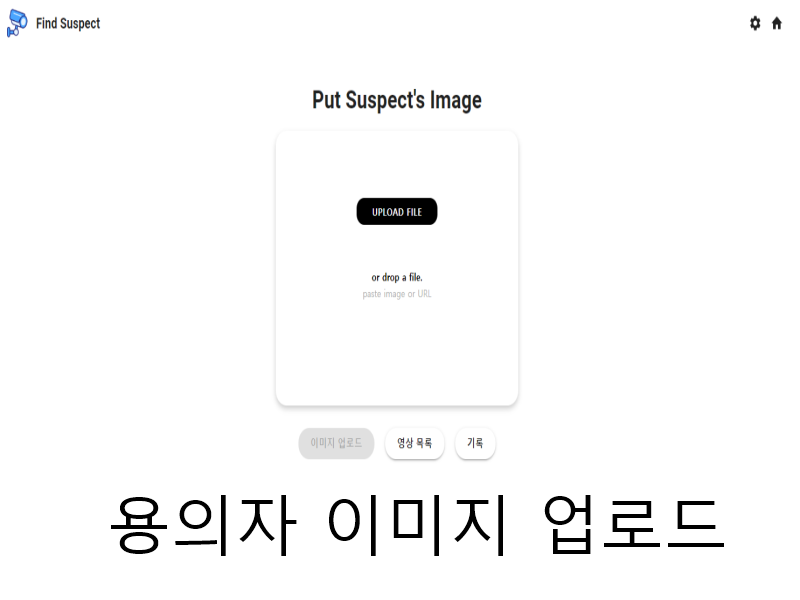 Find Suspect
Put Suspect's Image
UPLOAD FILE
or drop a file.
paste image or URL
이미지 업로드 영상 목록 기록
용의자 이미지 업로드